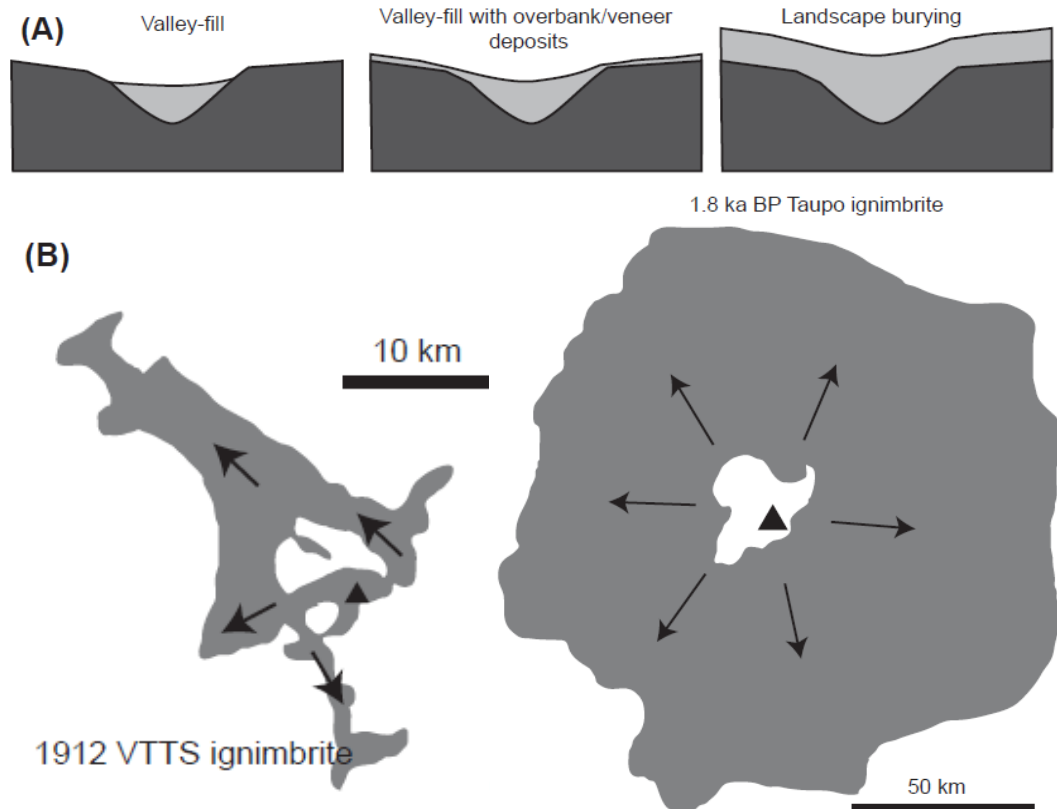 (A)
Valley-fill
Valley-fill with overbank/veneer
deposits
Landscape burying
1.8 ka BP Taupo ignimbrite
(B)
10 km
1912 VTTS ignimbrite
50 km